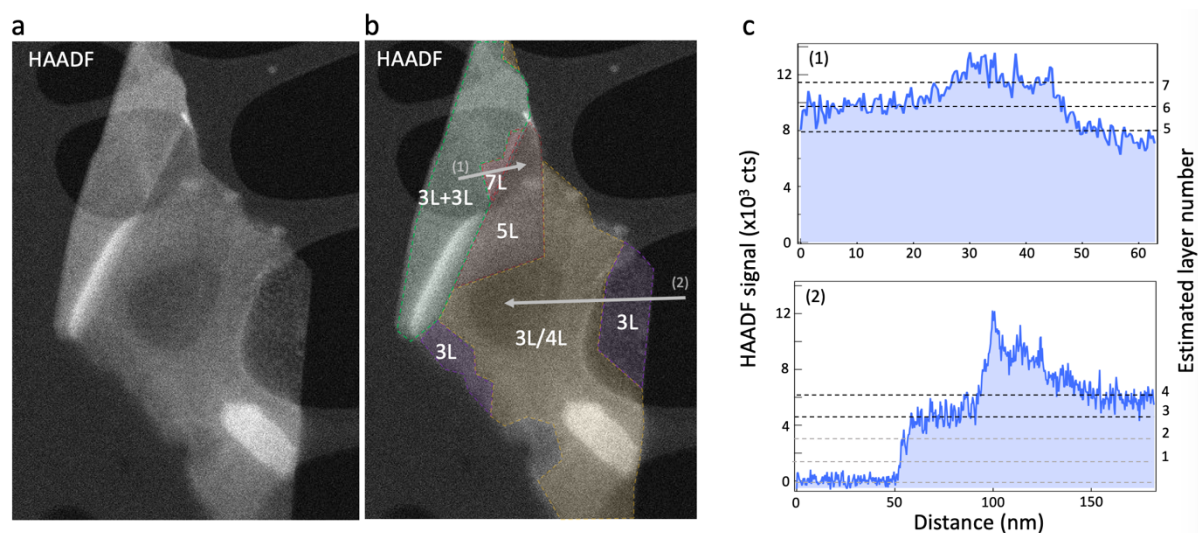 a
HAADF
b
HAADF
(1)
7L
3L+3L
5L
(2)
3L
3L/4L
3L
c
HAADF signal (x10³ cts)
(1)
12
8
4
0
7
6
5
0 10 20 30 40 50 60
(2)
12
8
4
0
4
3
2
1
0 50 100 150
Distance (nm)
Estimated layer number